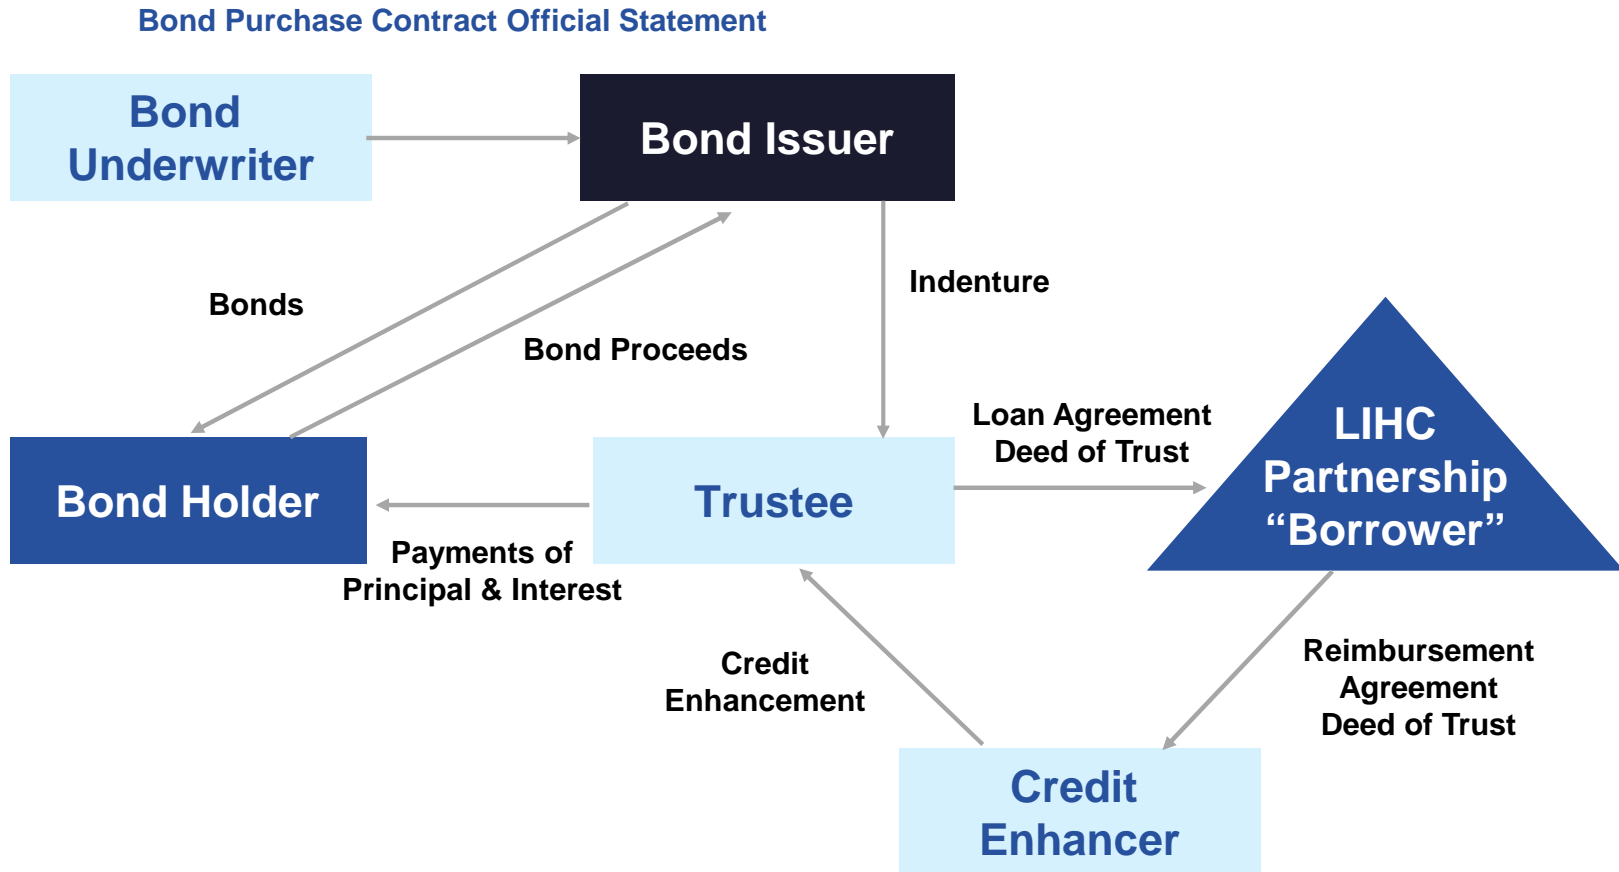 Bond Purchase Contract Official Statement
Bond
Underwriter
Bond Issuer
Bonds
Indenture
Bond Proceeds
Loan Agreement
Deed of Trust
LIHC
Partnership
“Borrower”
Bond Holder
Trustee
Payments of
Principal & Interest
Credit
Enhancement
Reimbursement
Agreement
Deed of Trust
Credit
Enhancer